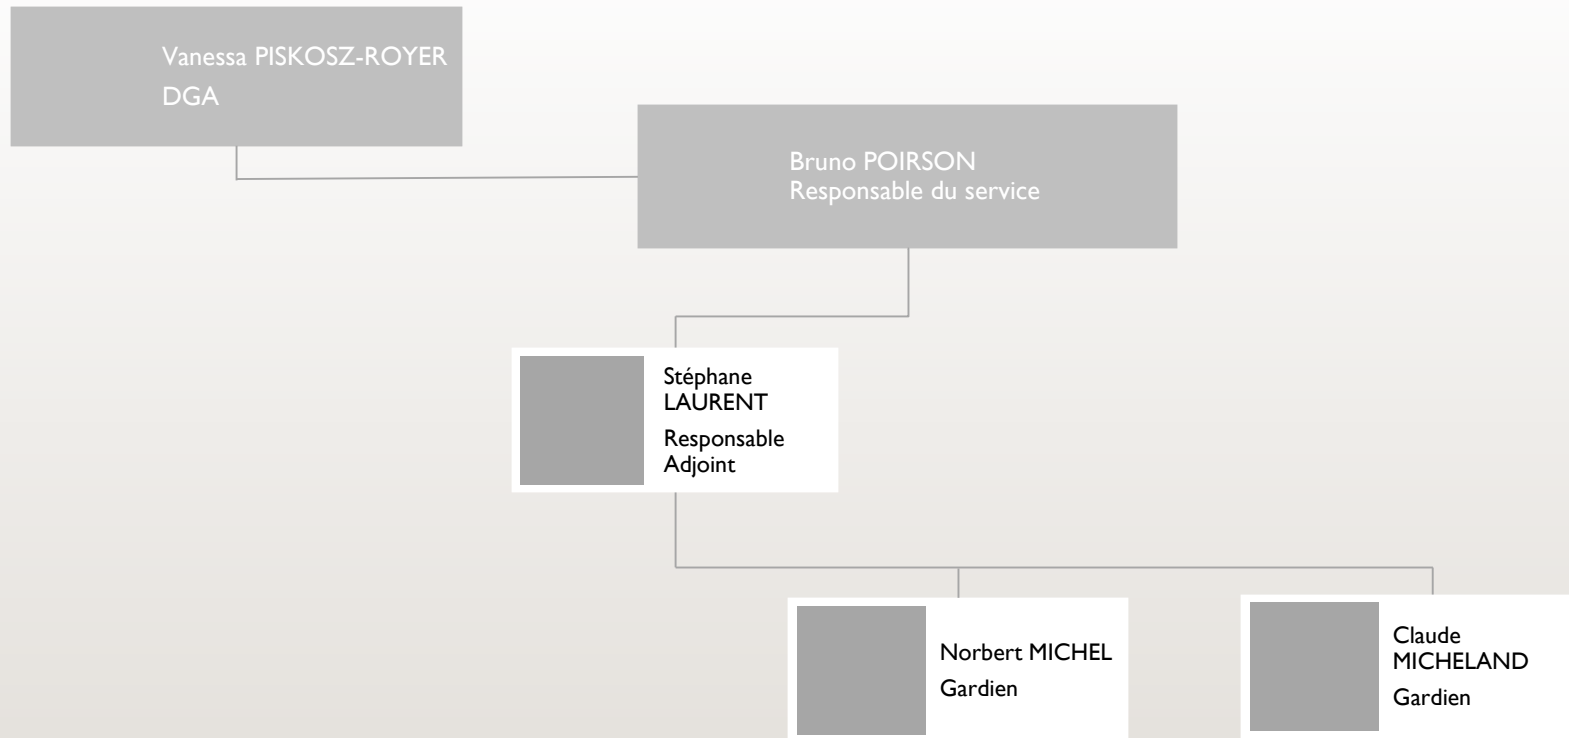 Vanessa PISKOSZ-ROYER
DGA
Bruno POIRSON
Responsable du service
Stéphane
LAURENT
Responsable
Adjoint
Norbert MICHEL
Gardien
Claude
MICHELAND
Gardien